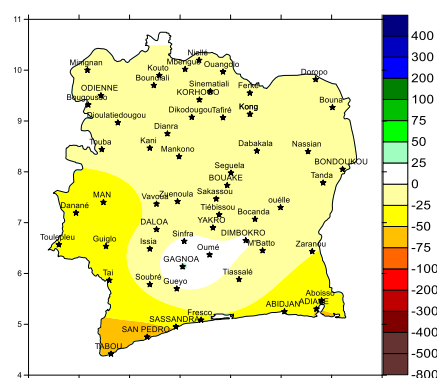 11
10
9
8
7
6
5
4
Niellé
Mbengue
Ouangolo
Kouto
Minignan
Boundiali
Sinematiali
Ferké
Doropo
ODIENNE
KORHOGO
Bougousso
Kong
Bouna
Dioulatiedougou
Dikodougou
Tafiré
Dianra
Touba
Kani
Mankono
Dabakala
Nassian
BONDOUKOU
Seguela
BOUAKE
Tanda
MAN
Vavoua
Zuenoula
Sakassou
Danané
Tiébissou
ouélle
DALOA
YAKRO
Bocanda
Toulepleu
Guiglo
Issia
Sinfra
Oumé
DIMBOKRO
M'Batto
Zaranou
GAGNOA
Tai
Soubré
Gueyo
Tiassalé
Aboisso
ADIAKE
ABIDJAN
Fresco
SASSANDRA
SAN PEDRO
TABOU
400
300
200
100
75
50
25
0
-25
-50
-75
-100
-200
-300
-400
-500
-800